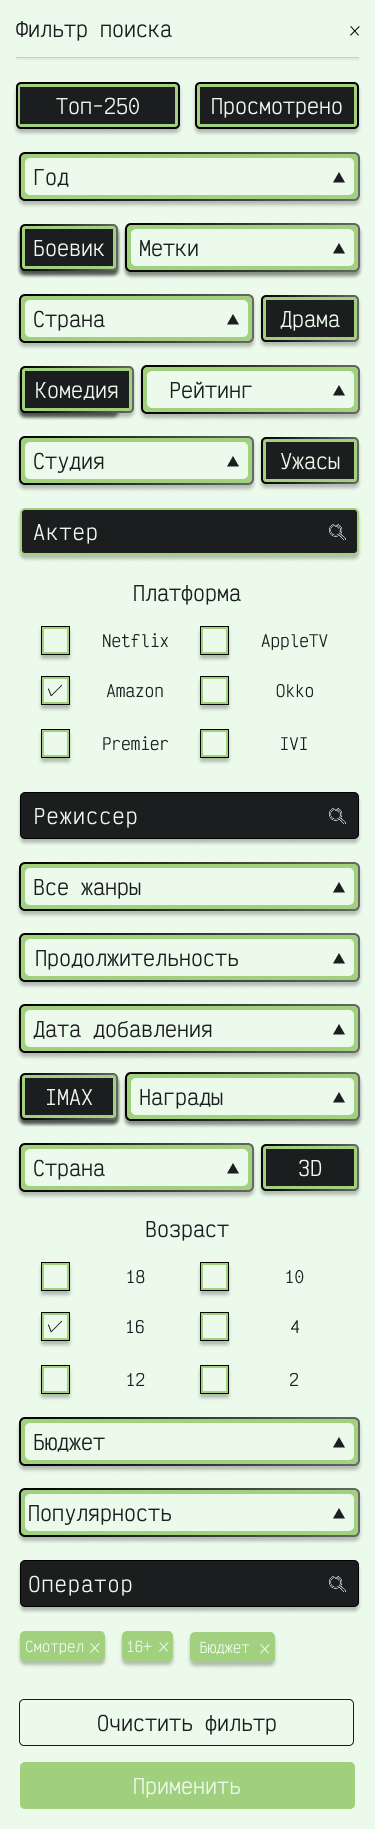 Фильтр поиска
Топ-250 Просмотрено
Год
Боевик Метки
Страна Драма
Комедия Рейтинг
Студия Ужасы
Актер
Платформа
Netflix AppleTV
Amazon Okko
Premier IVI
Режиссер
Все жанры
Продолжительность
Дата добавления
IMAX Награды
Страна 3D
Возраст
18 10
16 4
12 2
Бюджет
Популярность
Оператор
Смотрел 16+ Бюджет
Очистить фильтр
Применить